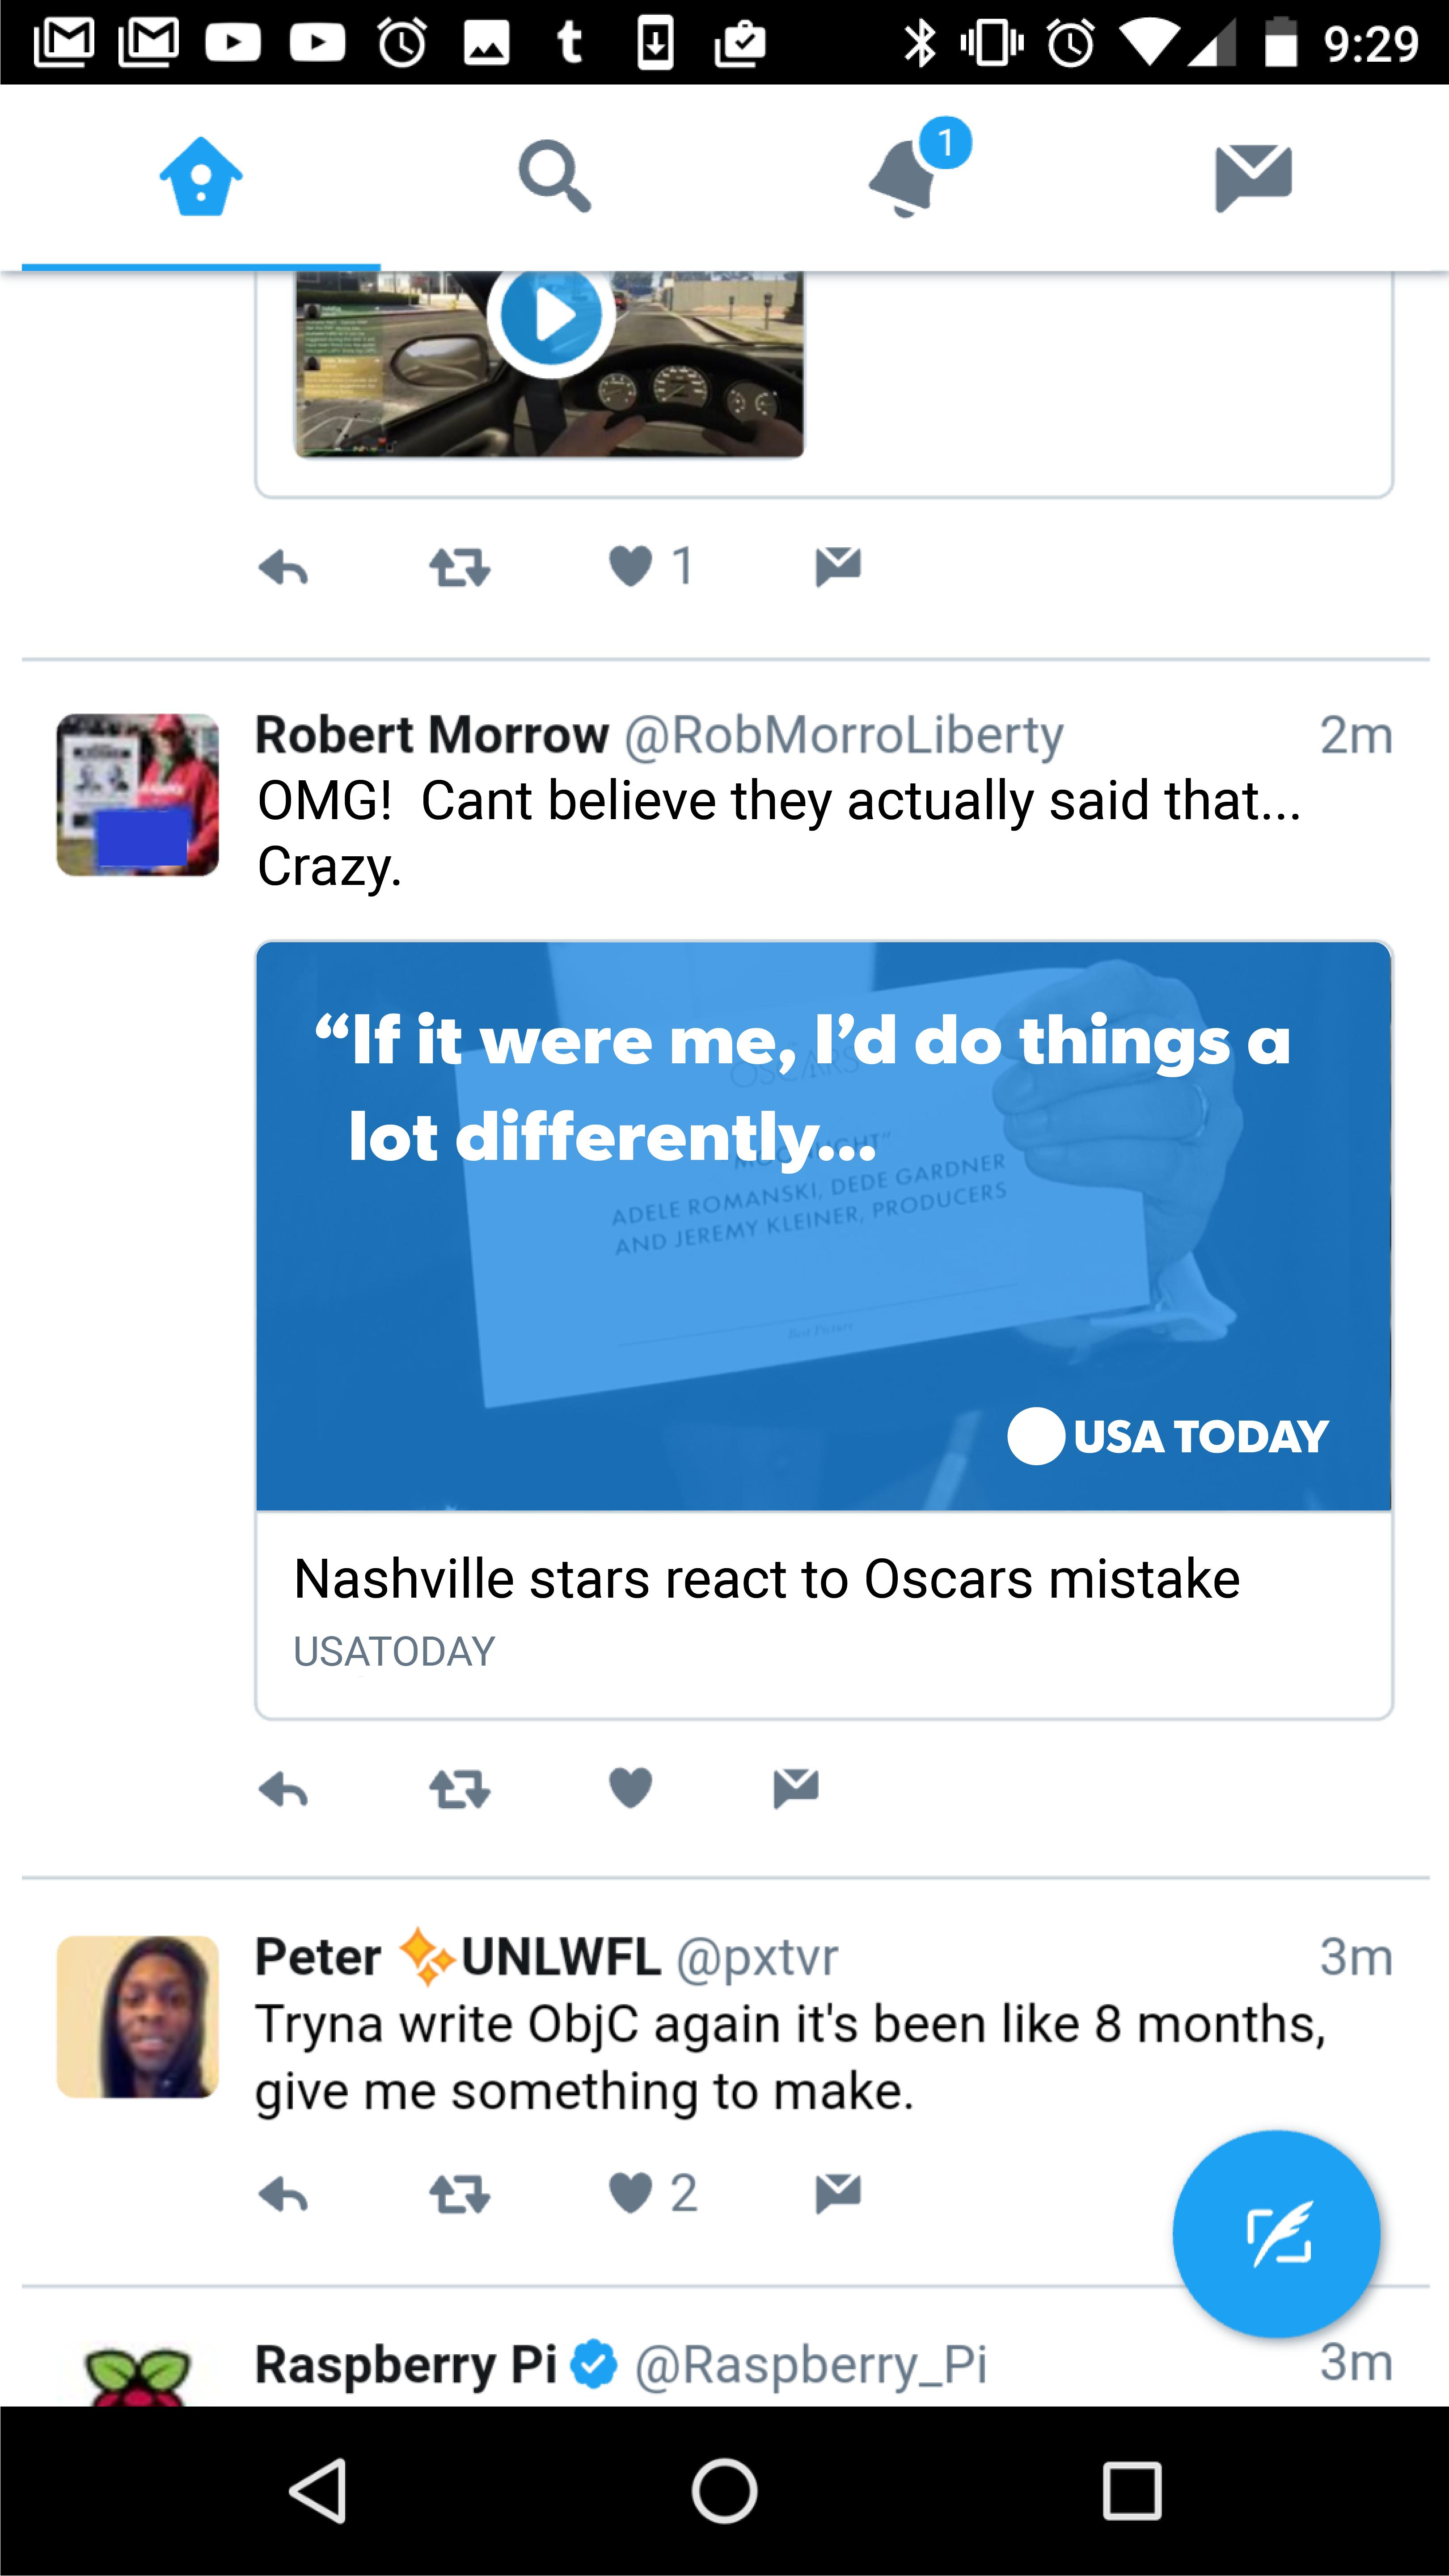 9:29
1
1
Robert Morrow @RobMorroLiberty 2m
OMG!  Cant believe they actually said that...
Crazy.
“If it were me, I’d do things a
lot differently...
OSCARS
"MOONLIGHT"
ADELE ROMANSKI, DEDE GARDNER
AND JEREMY KLEINER, PRODUCERS
Best Picture
USA TODAY
Nashville stars react to Oscars mistake
USATODAY
Peter ✨UNLWFL @pxtvr 3m
Tryna write ObjC again it's been like 8 months,
give me something to make.
2
Raspberry Pi @Raspberry_Pi 3m